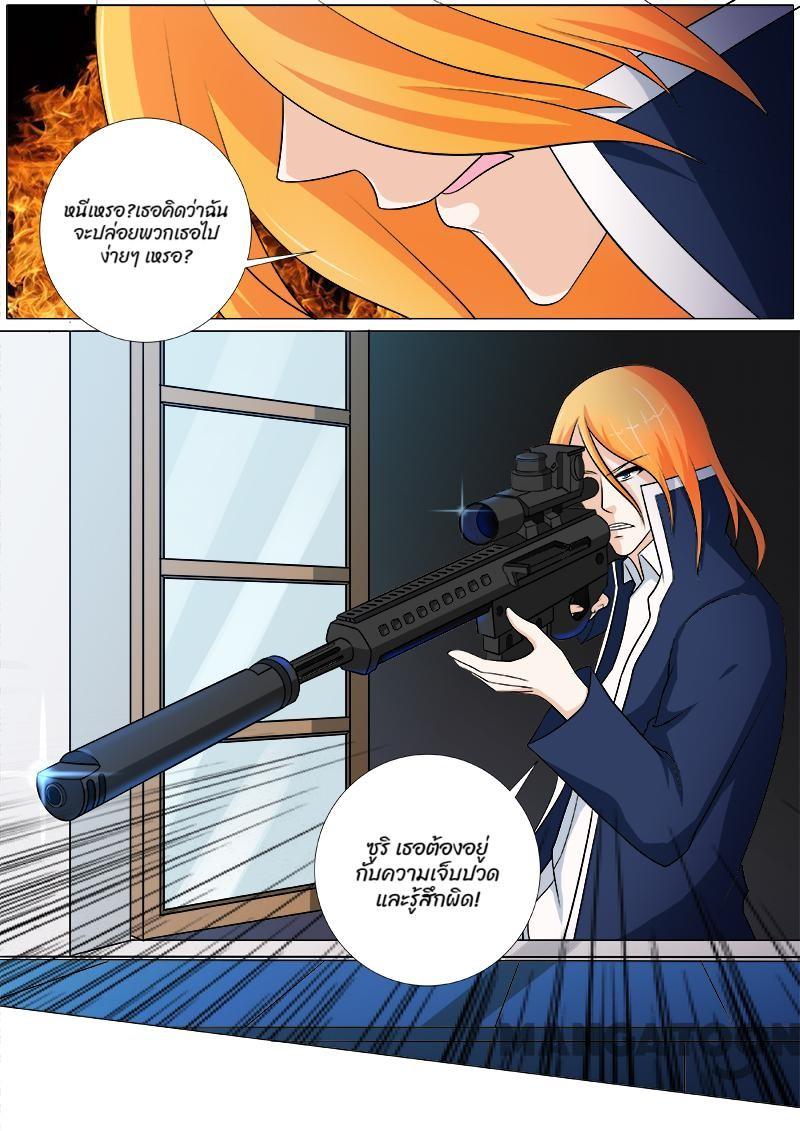 หนีเหรอ?เธอคิดว่าฉัน
จะปล่อยพวกเธอไป
ง่ายๆ เหรอ?
ซูริ เธอต้องอยู่
กับความเจ็บปวด
และรู้สึกผิด!
MANGATOON